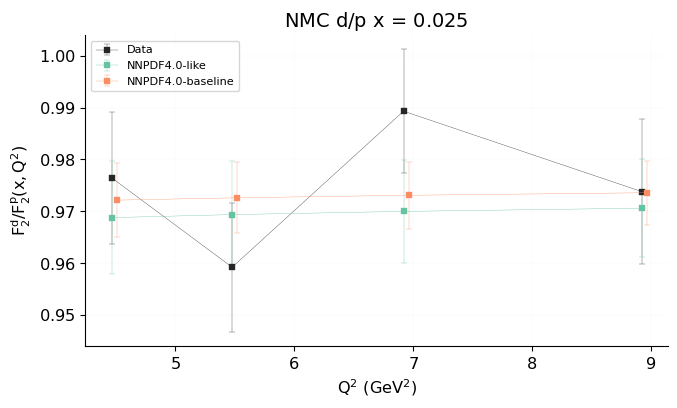 NMC d/p x = 0.025
Data
NNPDF4.0-like
NNPDF4.0-baseline
F₂ᵈ/F₂ᵖ(x, Q²)
1.00
0.99
0.98
0.97
0.96
0.95
5 6 7 8 9
Q² (GeV²)